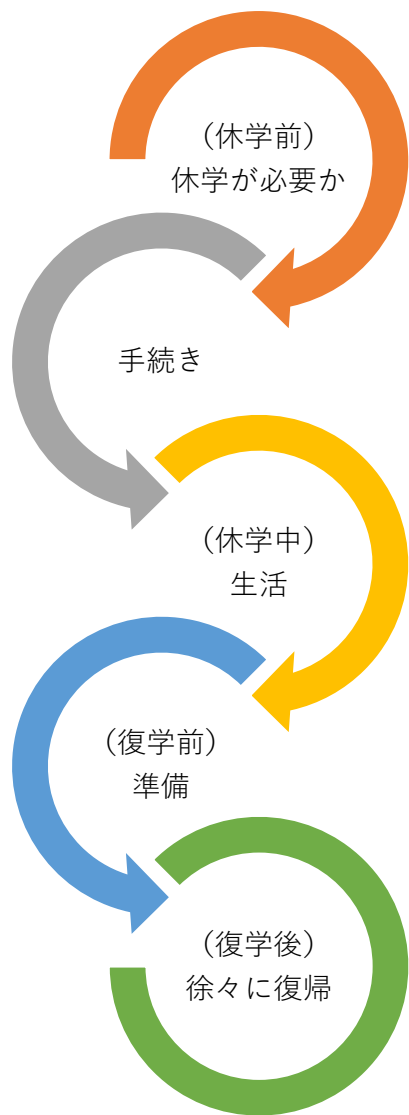 （休学前）
休学が必要か
手続き
（休学中）
生活
（復学前）
準備
（復学後）
徐々に復帰